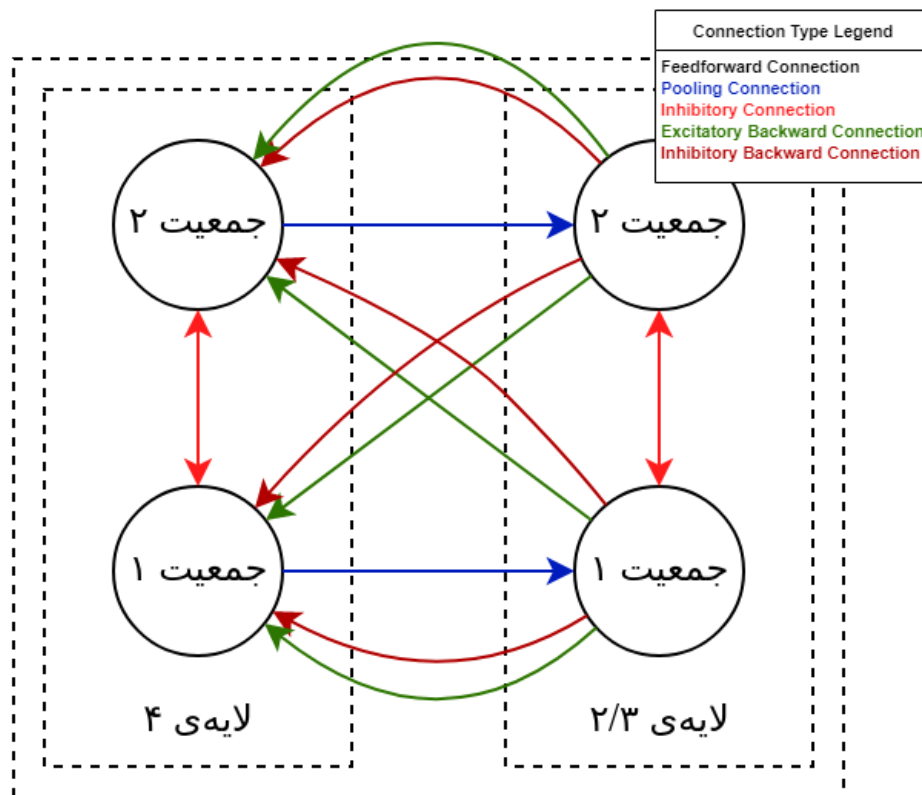 Connection Type Legend
Feedforward Connection
Pooling Connection
Inhibitory Connection
Excitatory Backward Connection
Inhibitory Backward Connection
جمعیت ۲
جمعیت ۲
جمعیت ۱
جمعیت ۱
لایه‌ی ۴
لایه‌ی ۲/۳